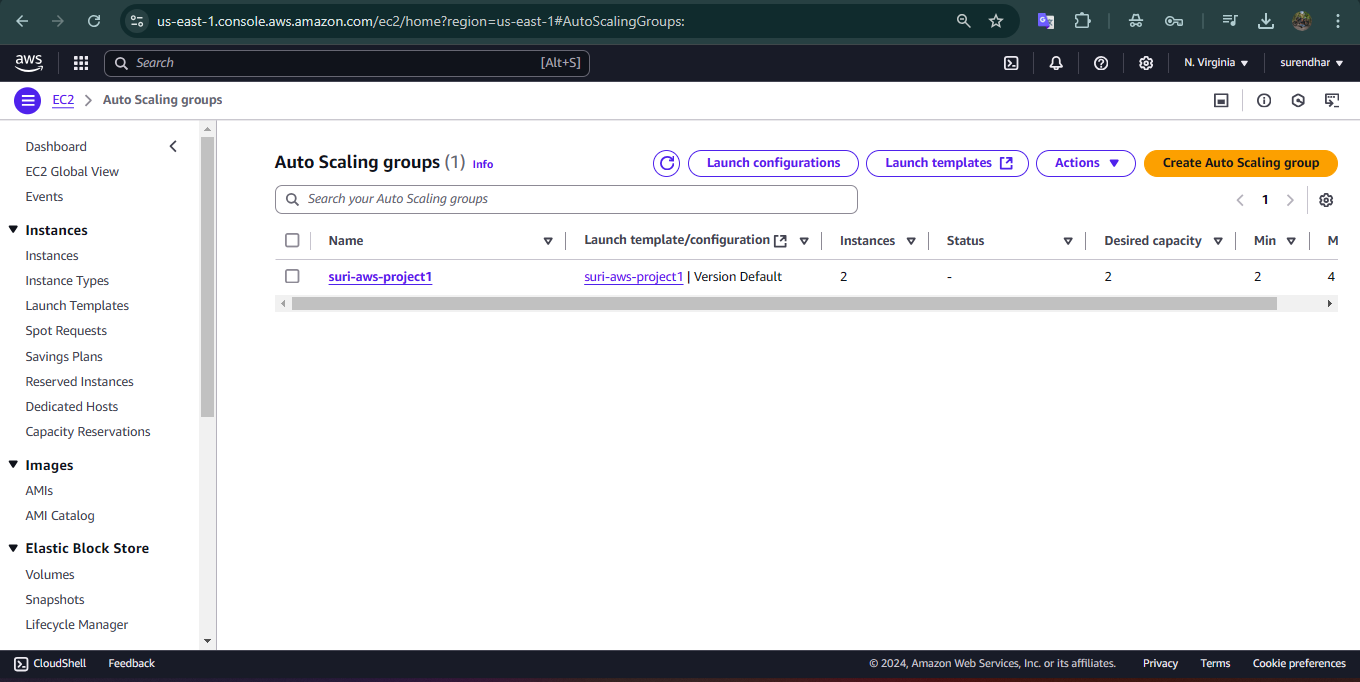 us-east-1.console.aws.amazon.com/ec2/home?region=us-east-1#AutoScalingGroups:
aws Search [Alt+S] N. Virginia surendhar
EC2 Auto Scaling groups
Dashboard
EC2 Global View
Events
Instances
Instances
Instance Types
Launch Templates
Spot Requests
Savings Plans
Reserved Instances
Dedicated Hosts
Capacity Reservations
Images
AMIs
AMI Catalog
Elastic Block Store
Volumes
Snapshots
Lifecycle Manager
Auto Scaling groups (1) Info Launch configurations Launch templates Actions Create Auto Scaling group
Search your Auto Scaling groups 1
Name Launch template/configuration Instances Status Desired capacity Min M
suri-aws-project1 suri-aws-project1 | Version Default 2 - 2 2 4
CloudShell Feedback © 2024, Amazon Web Services, Inc. or its affiliates. Privacy Terms Cookie preferences